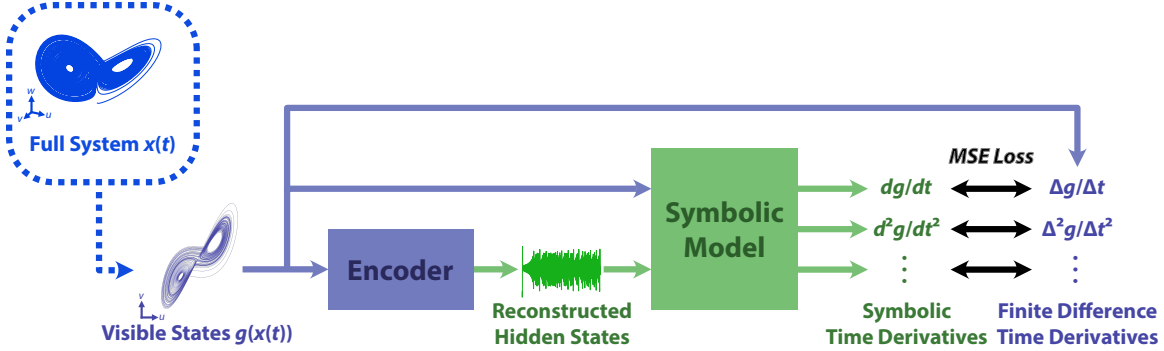 w
v
u
Full System x(t)
v
u
Visible States g(x(t))
Encoder
Reconstructed
Hidden States
Symbolic
Model
MSE Loss
dg/dt
Δg/Δt
d²g/dt²
Δ²g/Δt²
⋮
⋮
Symbolic
Time Derivatives
Finite Difference
Time Derivatives